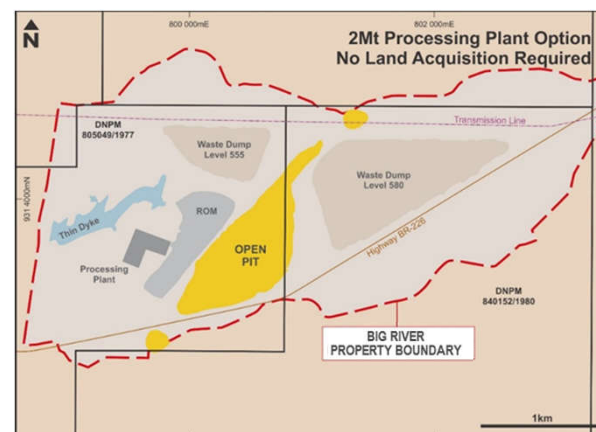 800 000mE
802 000mE
N
2Mt Processing Plant Option
No Land Acquisition Required
Transmission Line
DNPM
805049/1977
Waste Dump
Level 555
Waste Dump
Level 580
931 4000mN
Thin Dyke
ROM
OPEN
PIT
Processing
Plant
Highway BR-226
DNPM
840152/1980
BIG RIVER
PROPERTY BOUNDARY
1km